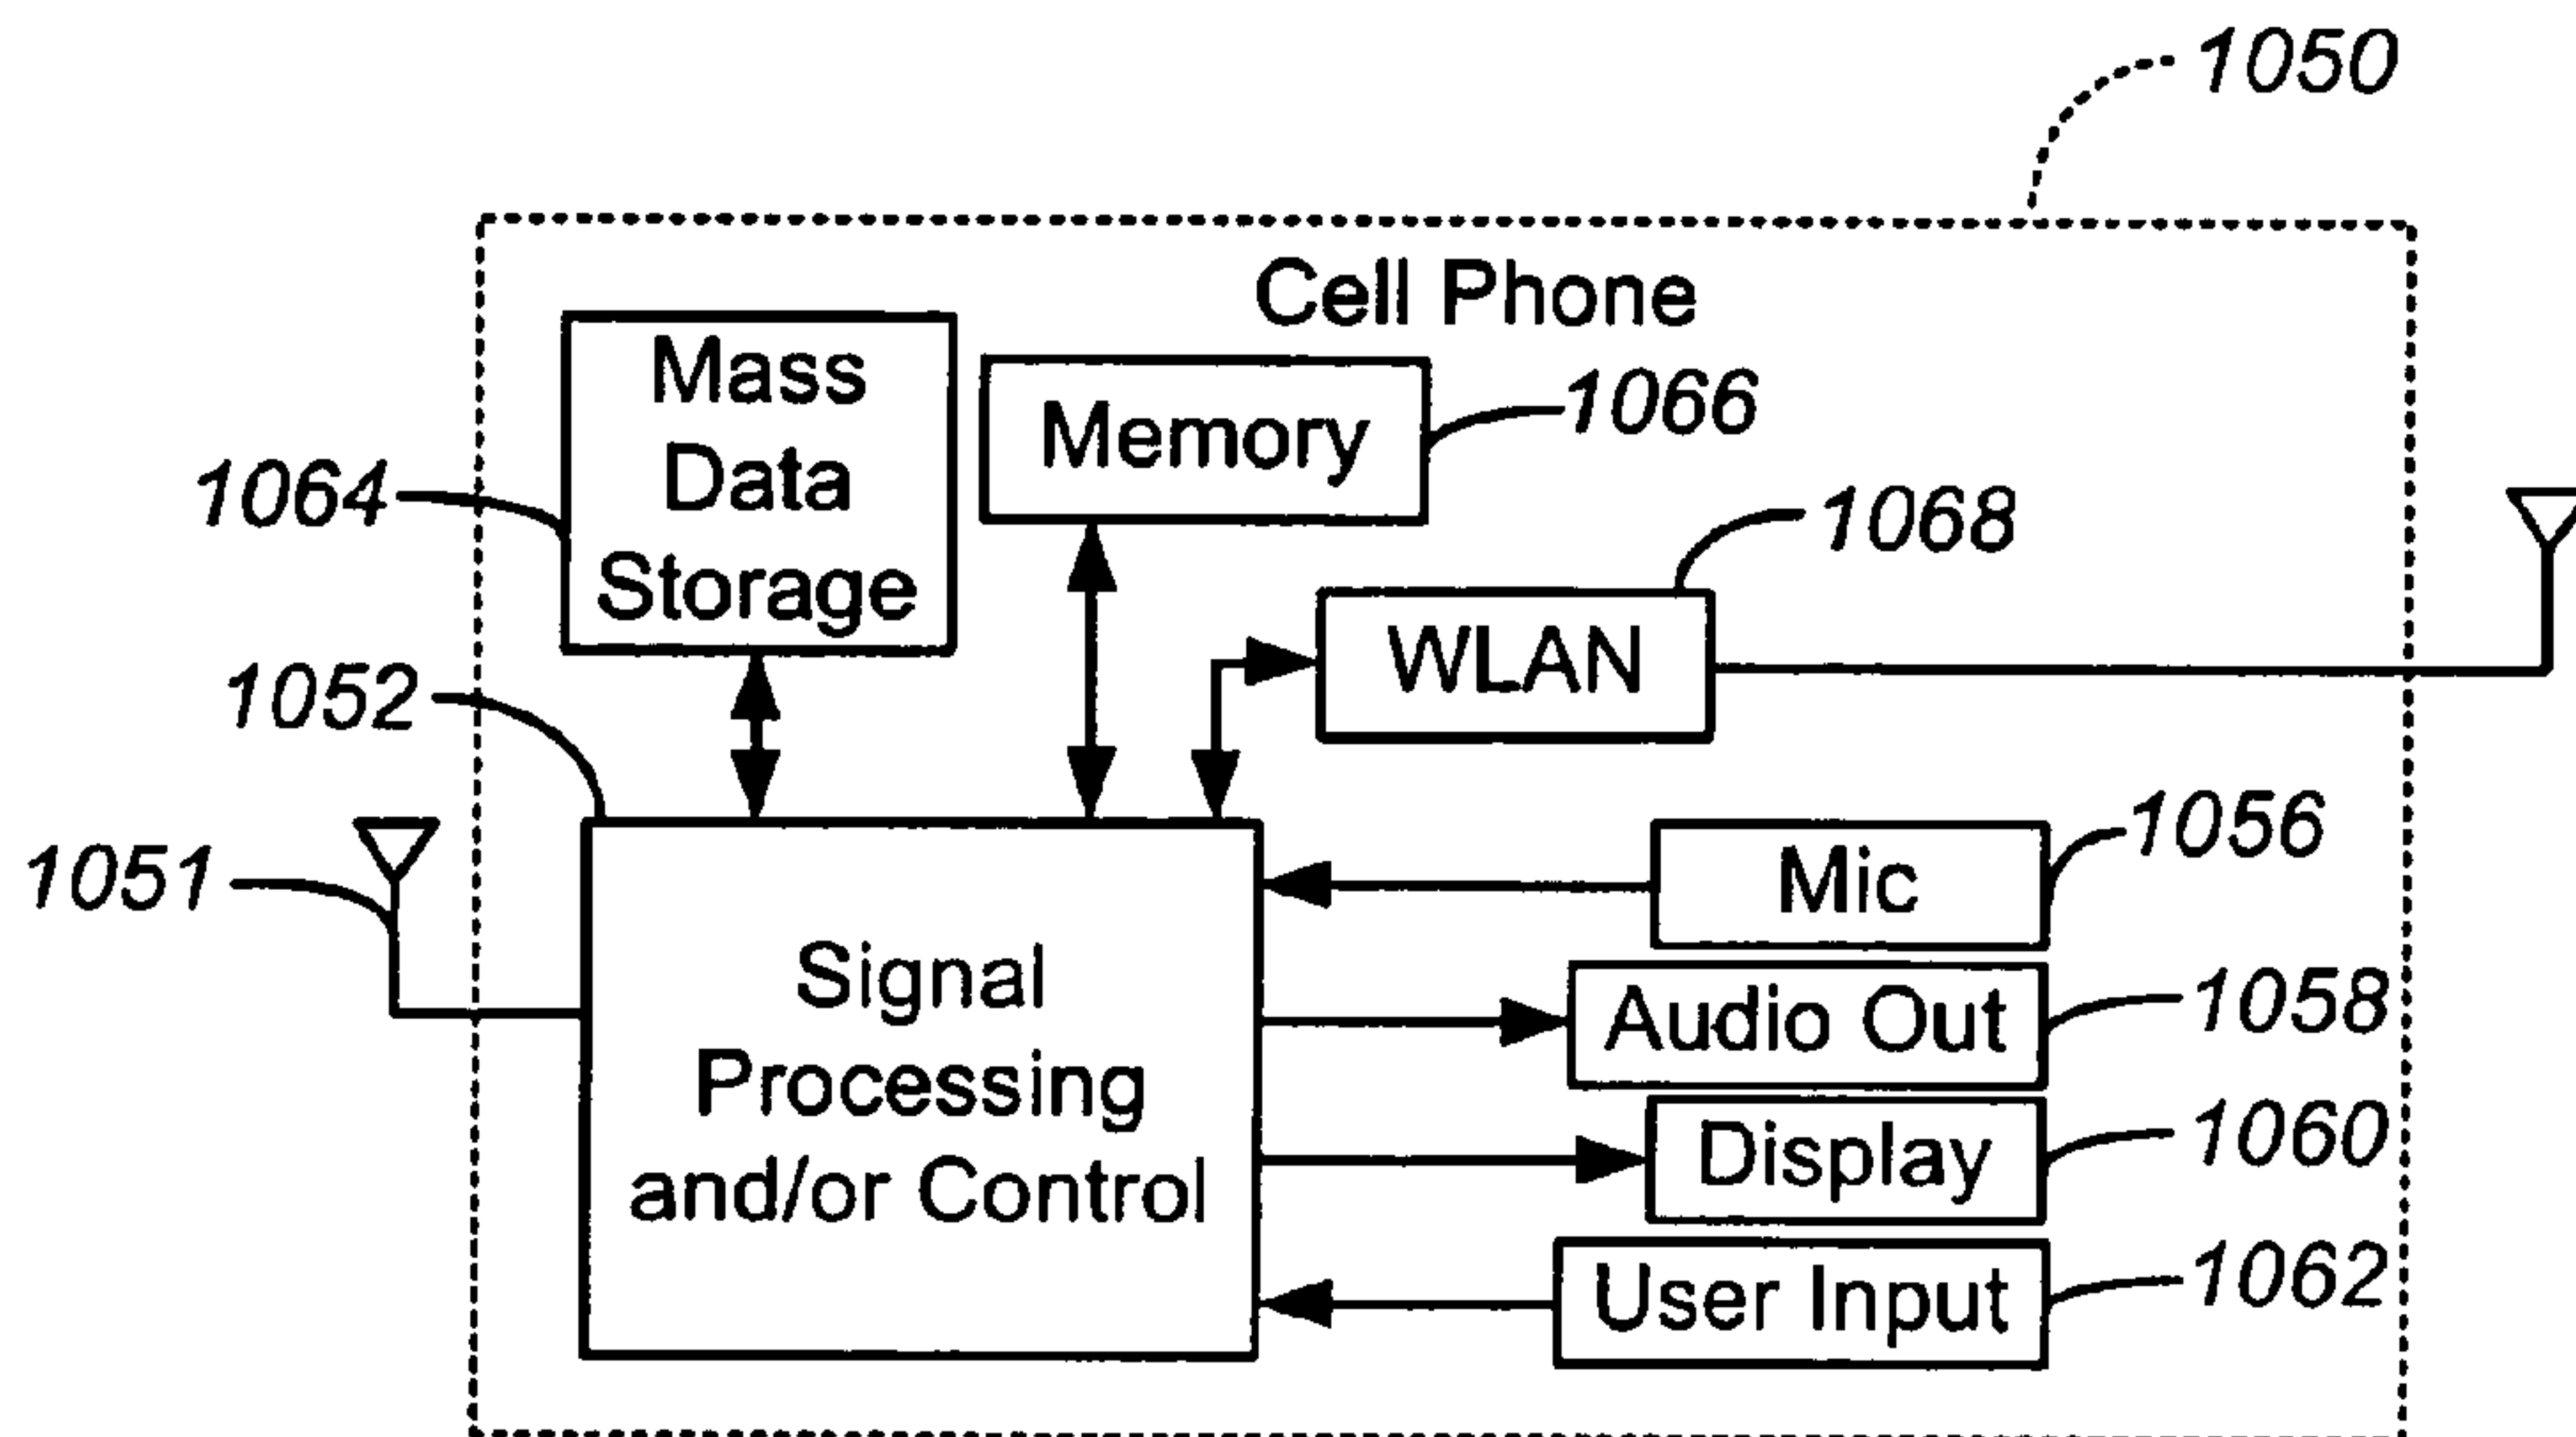 1050
Cell Phone
Mass
Data
Storage
1064
Memory
1066
1068
WLAN
1052
1051
Signal
Processing
and/or Control
Mic
1056
Audio Out
1058
Display
1060
User Input
1062